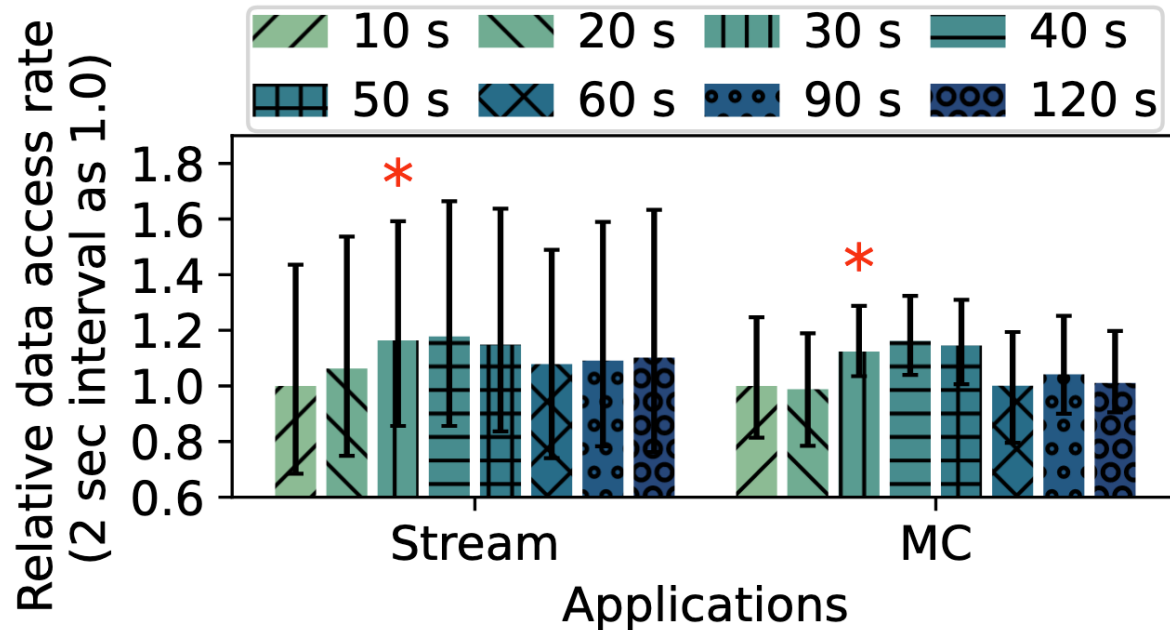 10 s 20 s 30 s 40 s
50 s 60 s 90 s 120 s
Relative data access rate
(2 sec interval as 1.0)
1.8
1.6
1.4
1.2
1.0
0.8
0.6
*
*
Stream MC
Applications